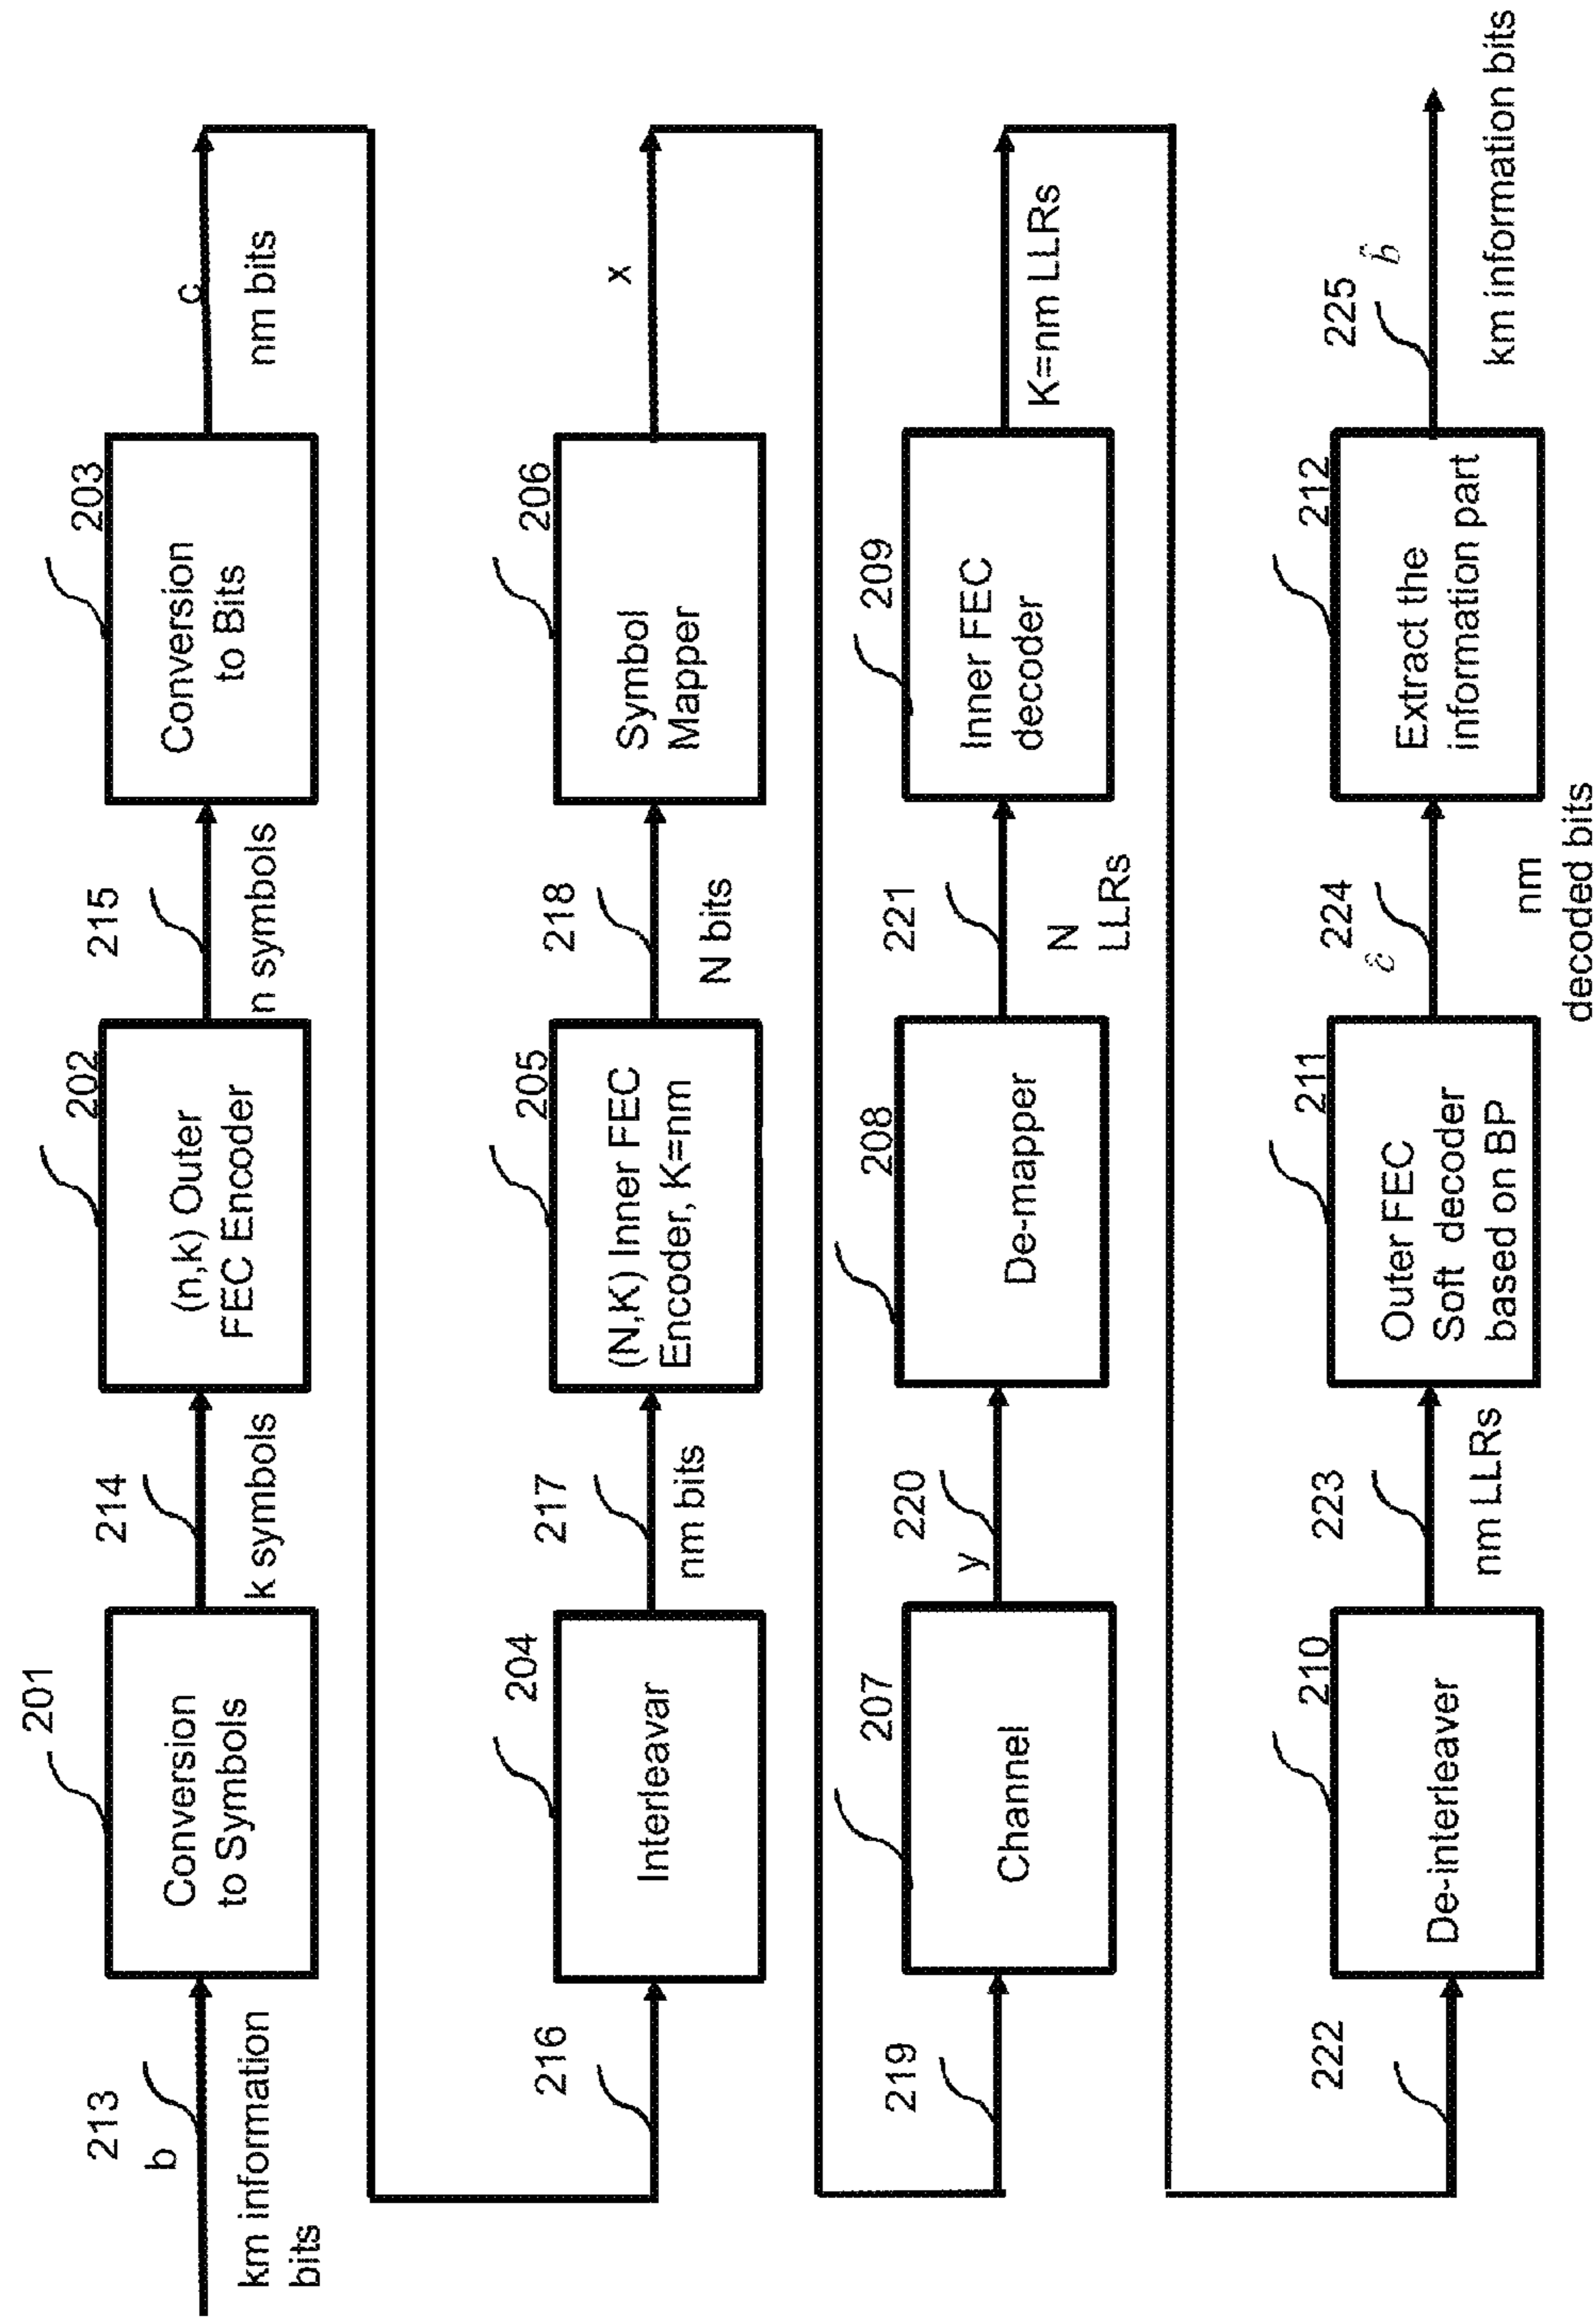 213
b
km information
bits
201
Conversion
to Symbols
214
k symbols
202
(n,k) Outer
FEC Encoder
215
n symbols
203
Conversion
to Bits
c
nm bits
216
204
Interleavar
217
nm bits
205
(N,K) Inner FEC
Encoder, K=nm
218
N bits
206
Symbol
Mapper
x
219
207
Channel
220
y
208
De-mapper
221
N
LLRs
209
Inner FEC
decoder
K=nm LLRs
222
210
De-interleaver
223
nm LLRs
211
Outer FEC
Soft decoder
based on BP
224
ĉ
nm
decoded bits
212
Extract the
information part
225
b̂
km information bits